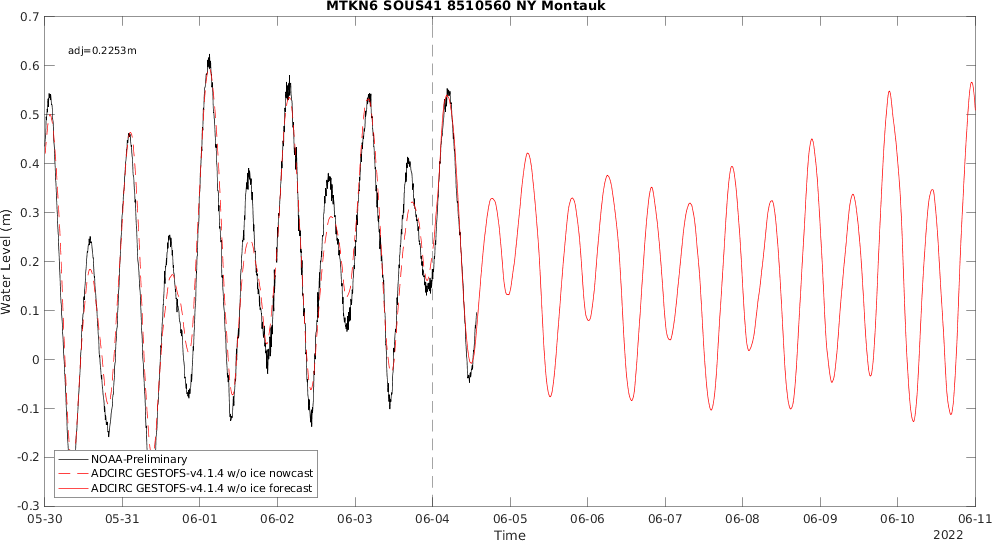 MTKN6 SOUS41 8510560 NY Montauk
adj=0.2253m
0.7
0.6
0.5
0.4
0.3
0.2
0.1
0
-0.1
-0.2
-0.3
Water Level (m)
NOAA-Preliminary
ADCIRC GESTOFS-v4.1.4 w/o ice nowcast
ADCIRC GESTOFS-v4.1.4 w/o ice forecast
05-30 05-31 06-01 06-02 06-03 06-04 06-05 06-06 06-07 06-08 06-09 06-10 06-11
Time
2022